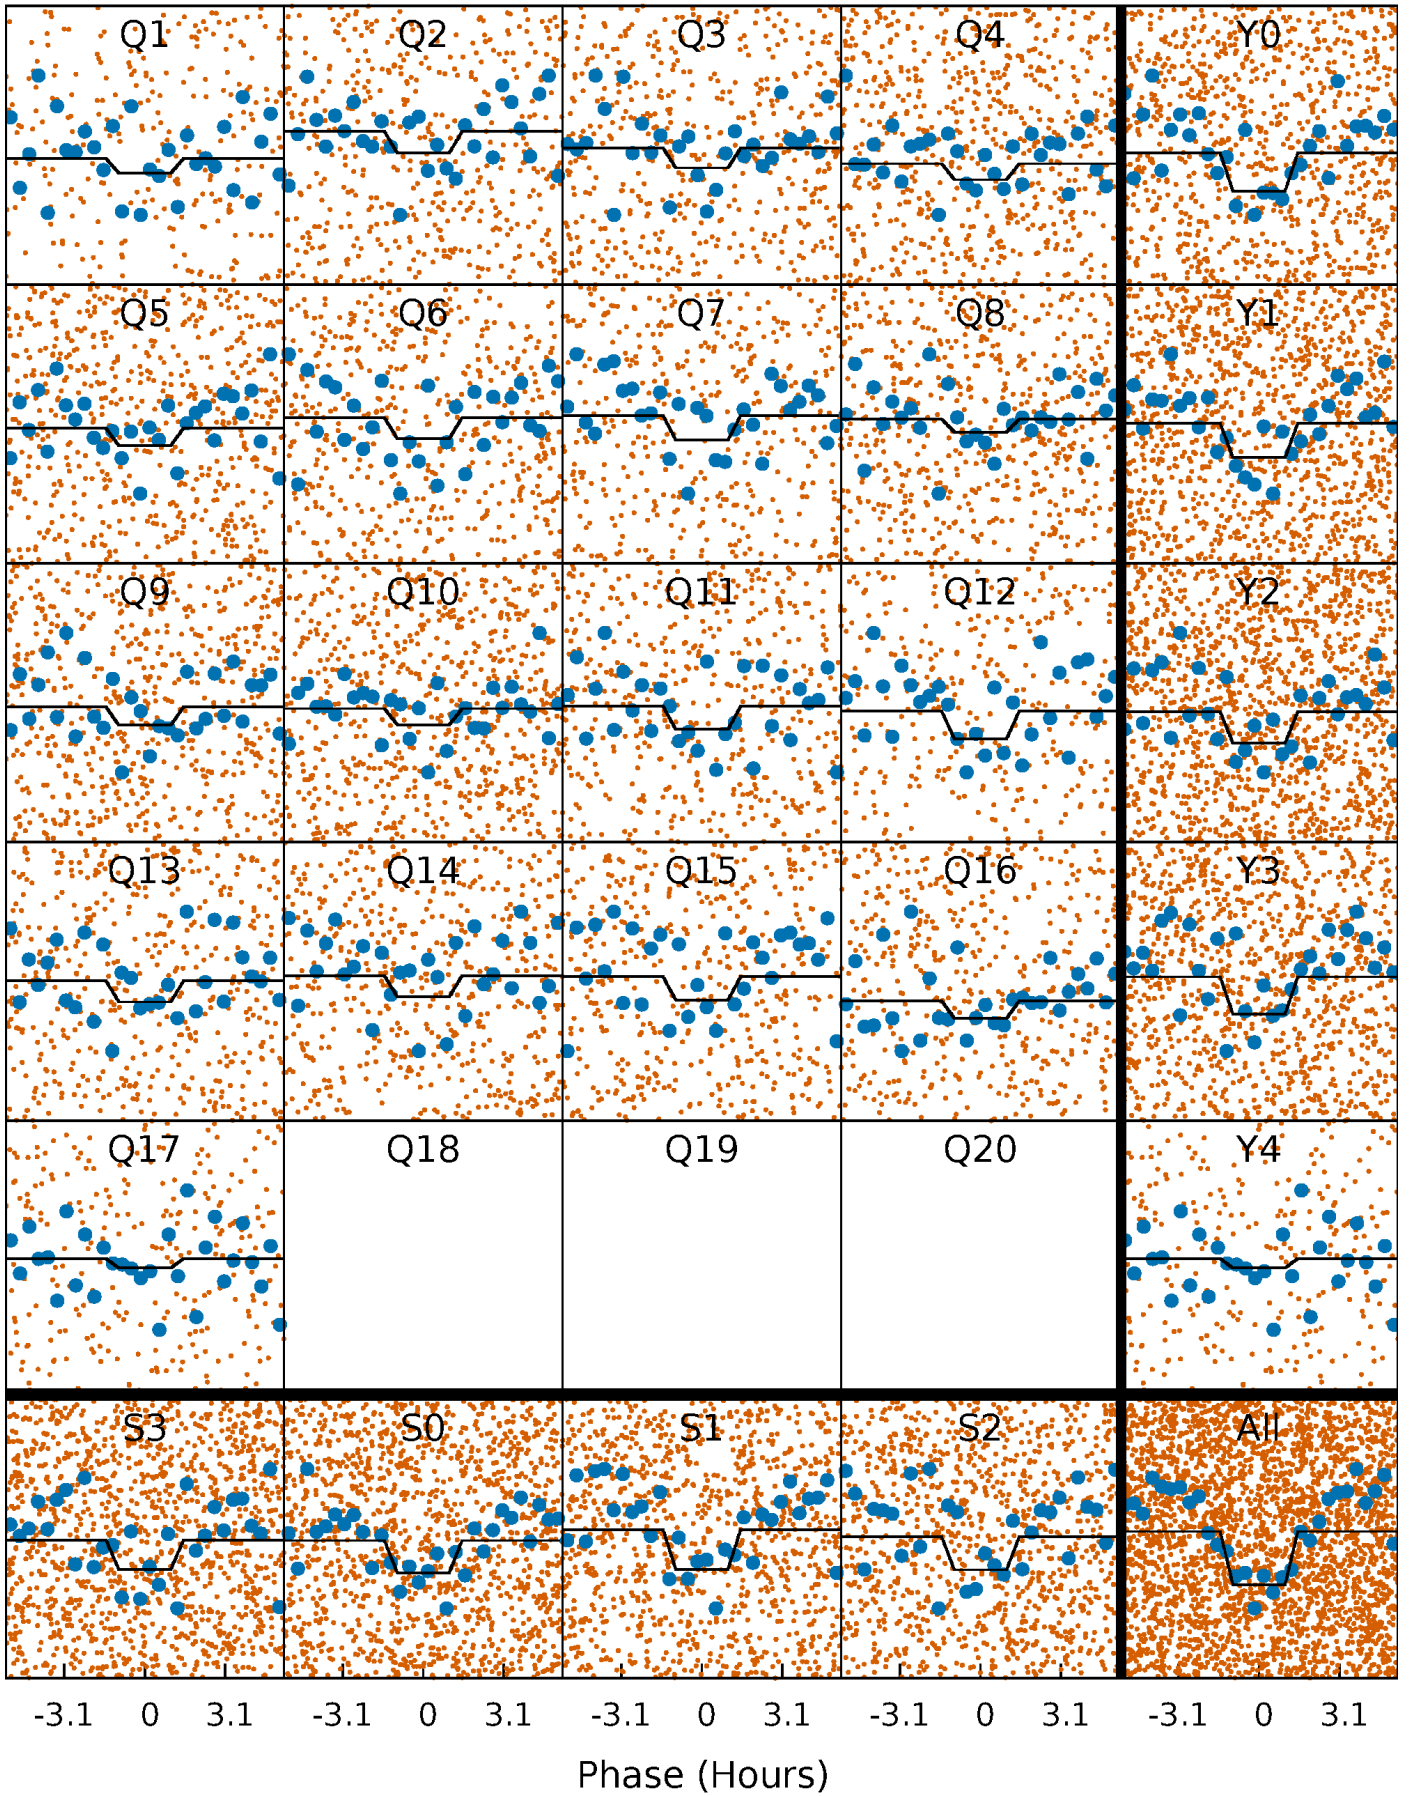 Q1 Q2 Q3 Q4 Y0
Q5 Q6 Q7 Q8 Y1
Q9 Q10 Q11 Q12 Y2
Q13 Q14 Q15 Q16 Y3
Q17 Q18 Q19 Q20 Y4
S3 S0 S1 S2 All
-3.1 0 3.1 -3.1 0 3.1 -3.1 0 3.1 -3.1 0 3.1 -3.1 0 3.1
Phase (Hours)